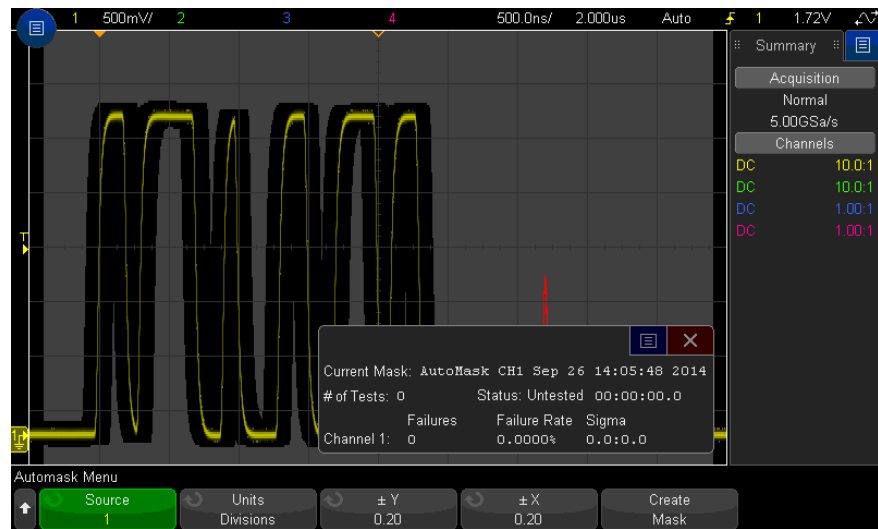 1 500mV/ 2 3 4 500.0ns/ 2.000us Auto 1 1.72V
Summary
Acquisition
Normal
5.00GSa/s
Channels
DC 10.0:1
DC 10.0:1
DC 1.00:1
DC 1.00:1
T
1
Current Mask: AutoMask CH1 Sep 26 14:05:48 2014
# of Tests: 0 Status: Untested 00:00:00.0
Failures Failure Rate Sigma
Channel 1: 0 0.0000% 0.0:0.0
Automask Menu
Source Units ± Y ± X Create
1 Divisions 0.20 0.20 Mask